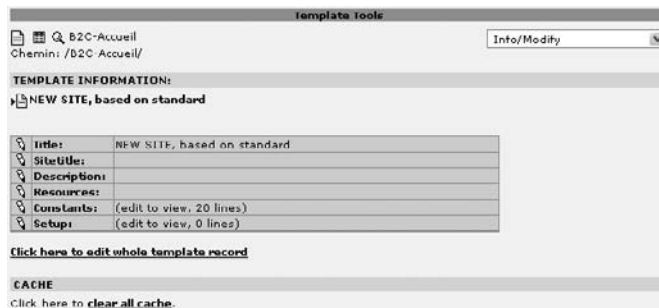 Template Tools
B2C-Accueil
Info/Modify
Chemin: /B2C-Accueil/
TEMPLATE INFORMATION:
NEW SITE, based on standard
Title: NEW SITE, based on standard
Sitetitle:
Description:
Resources:
Constants: (edit to view, 20 lines)
Setup: (edit to view, 0 lines)
Click here to edit whole template record
CACHE
Click here to clear all cache.